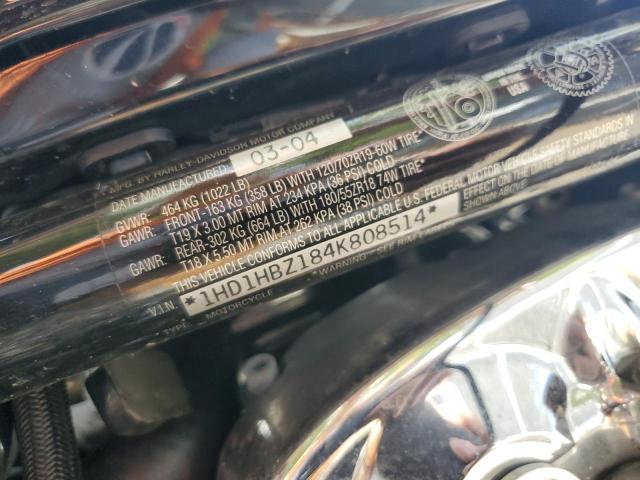 MFG BY HARLEY-DAVIDSON MOTOR COMPANY
DATE MANUFACTURED 03-04
GVWR: 464 KG (1022 LB)
GAWR: FRONT-163 KG (358 LB) WITH 120/70ZR19-60W TIRE
T19 X 3.00 MT RIM AT 234 KPA (36 PSI) COLD
GAWR: REAR-302 KG (664 LB) WITH 180/55ZR18 74W TIRE
T18 X 5.50 MT RIM AT 262 KPA (38 PSI) COLD
THIS VEHICLE CONFORMS TO ALL APPLICABLE U.S. FEDERAL MOTOR VEHICLE SAFETY STANDARDS IN
EFFECT ON THE DATE OF MANUFACTURE
SHOWN ABOVE.
V.I.N. *1HD1HBZ184K808514*
TYPE MOTORCYCLE WARNING-
USA